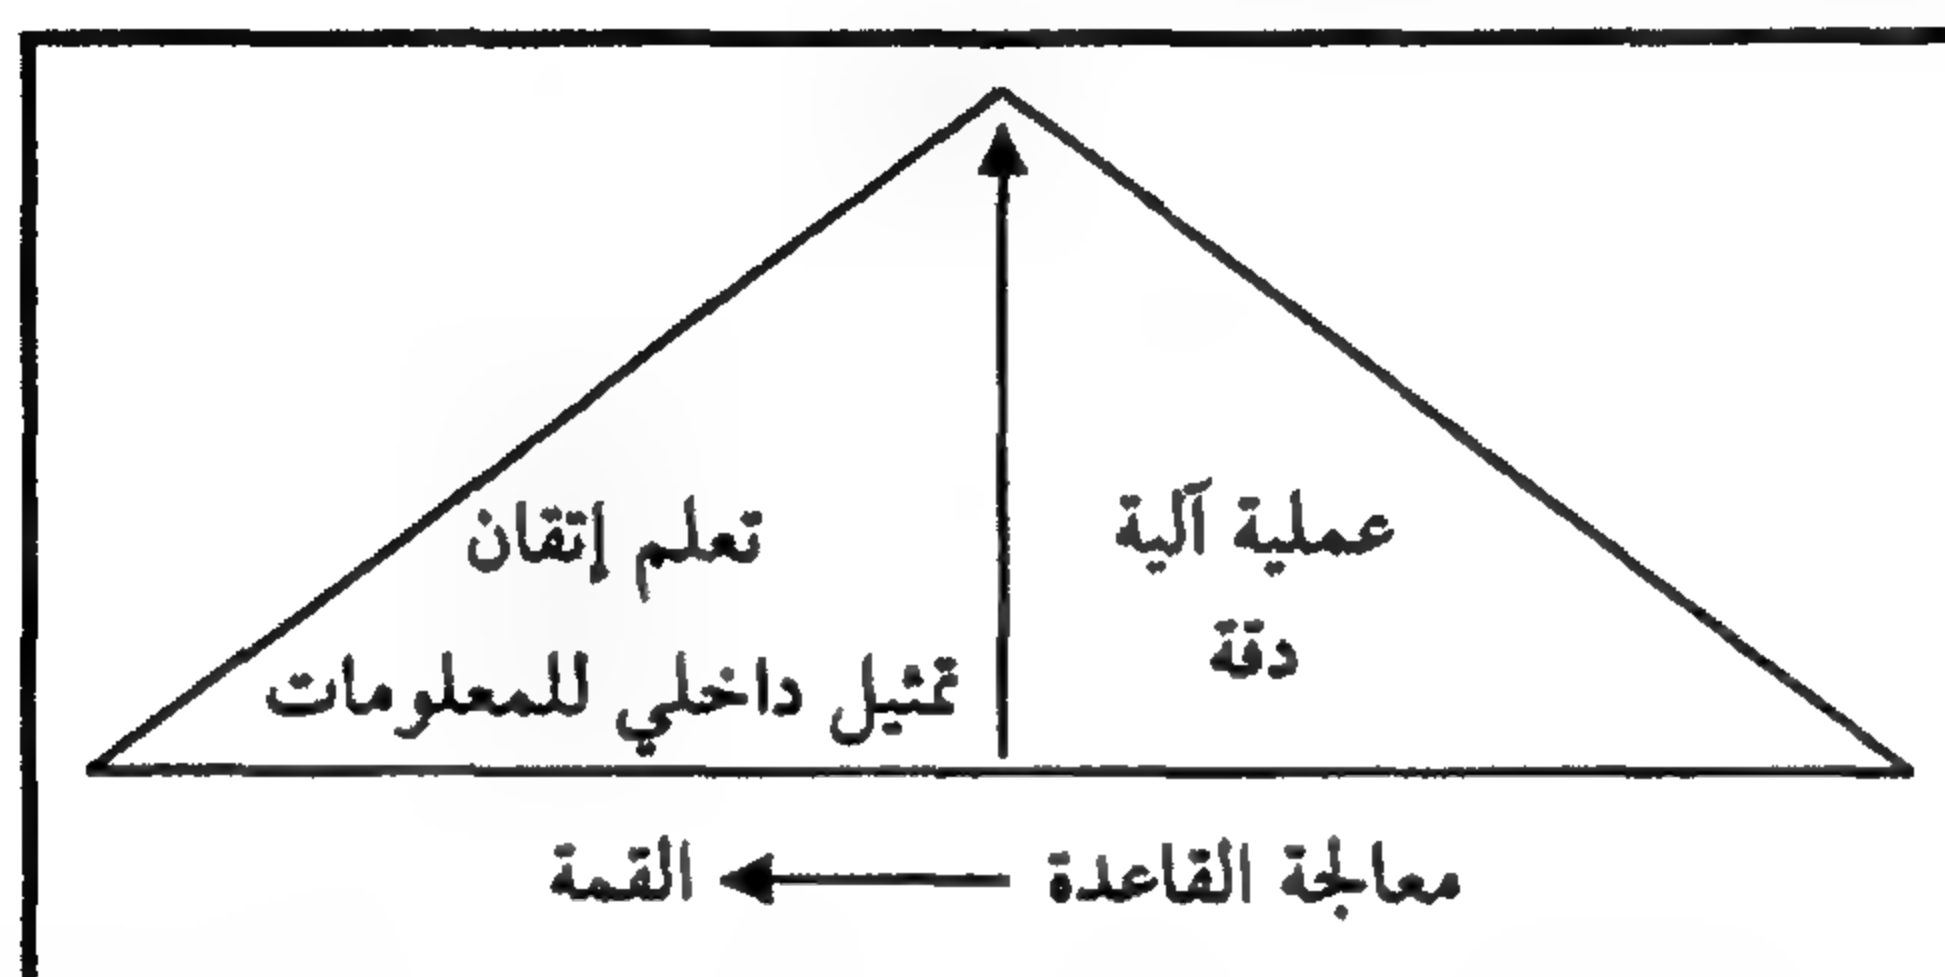 عملية آلية
دقة
تعلم إتقان
تمثيل داخلي للمعلومات
معالجة القاعدة
القمة